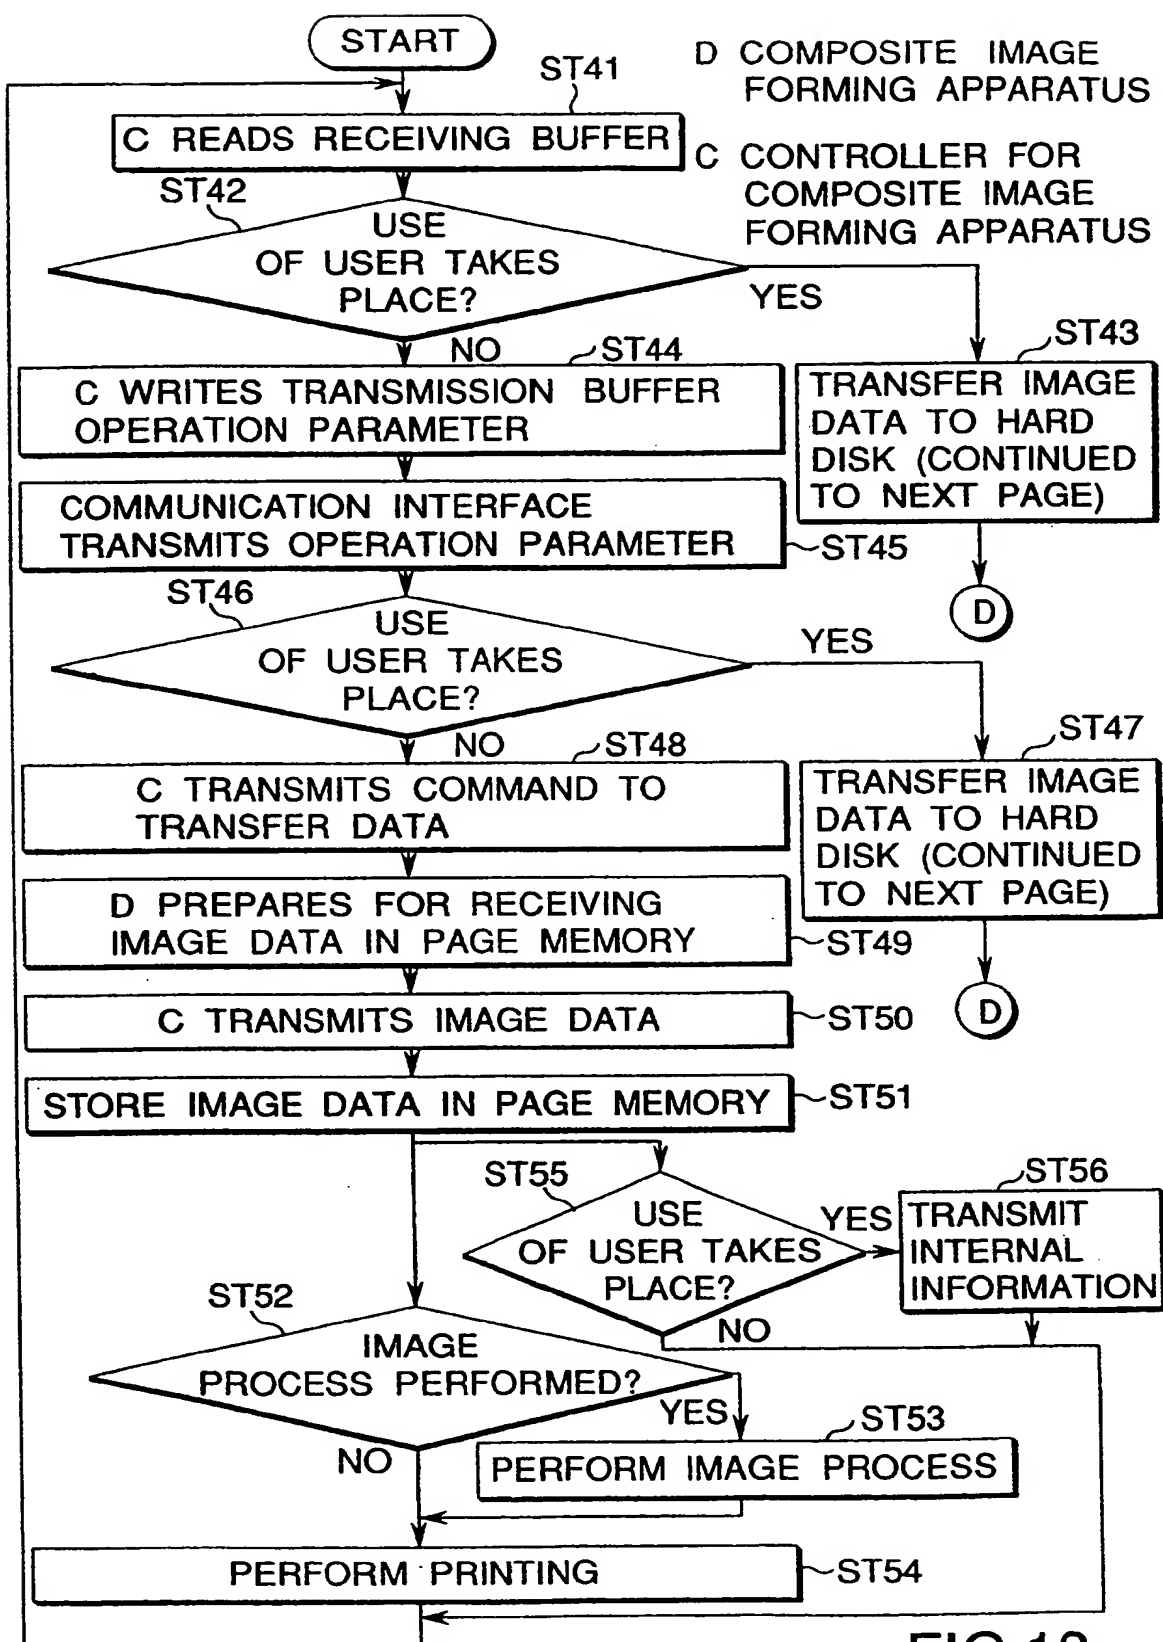 START
D COMPOSITE IMAGE
FORMING APPARATUS
ST41
C READS RECEIVING BUFFER
C CONTROLLER FOR
COMPOSITE IMAGE
FORMING APPARATUS
ST42
USE
OF USER TAKES
PLACE?
YES
NO
ST43
TRANSFER IMAGE
DATA TO HARD
DISK (CONTINUED
TO NEXT PAGE)
D
ST44
C WRITES TRANSMISSION BUFFER
OPERATION PARAMETER
COMMUNICATION INTERFACE
TRANSMITS OPERATION PARAMETER
ST45
ST46
USE
OF USER TAKES
PLACE?
YES
NO
ST47
TRANSFER IMAGE
DATA TO HARD
DISK (CONTINUED
TO NEXT PAGE)
D
ST48
C TRANSMITS COMMAND TO
TRANSFER DATA
D PREPARES FOR RECEIVING
IMAGE DATA IN PAGE MEMORY
ST49
C TRANSMITS IMAGE DATA
ST50
STORE IMAGE DATA IN PAGE MEMORY
ST51
ST55
USE
OF USER TAKES
PLACE?
YES
NO
ST56
TRANSMIT
INTERNAL
INFORMATION
ST52
IMAGE
PROCESS PERFORMED?
YES
NO
ST53
PERFORM IMAGE PROCESS
PERFORM PRINTING
ST54